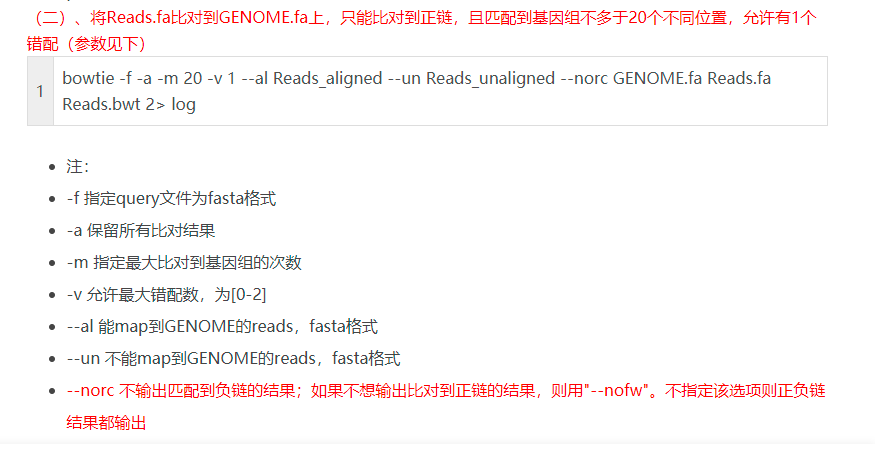 （二）、将Reads.fa比对到GENOME.fa上，只能比对到正链，且匹配到基因组不多于20个不同位置，允许有1个
错配（参数见下）
1
bowtie -f -a -m 20 -v 1 --al Reads_aligned --un Reads_unaligned --norc GENOME.fa Reads.fa
Reads.bwt 2> log
注：
-f 指定query文件为fasta格式
-a 保留所有比对结果
-m 指定最大比对到基因组的次数
-v 允许最大错配数，为[0-2]
--al 能map到GENOME的reads，fasta格式
--un 不能map到GENOME的reads，fasta格式
--norc 不输出匹配到负链的结果；如果不想输出比对到正链的结果，则用"--nofw"。不指定该选项则正负链
结果都输出